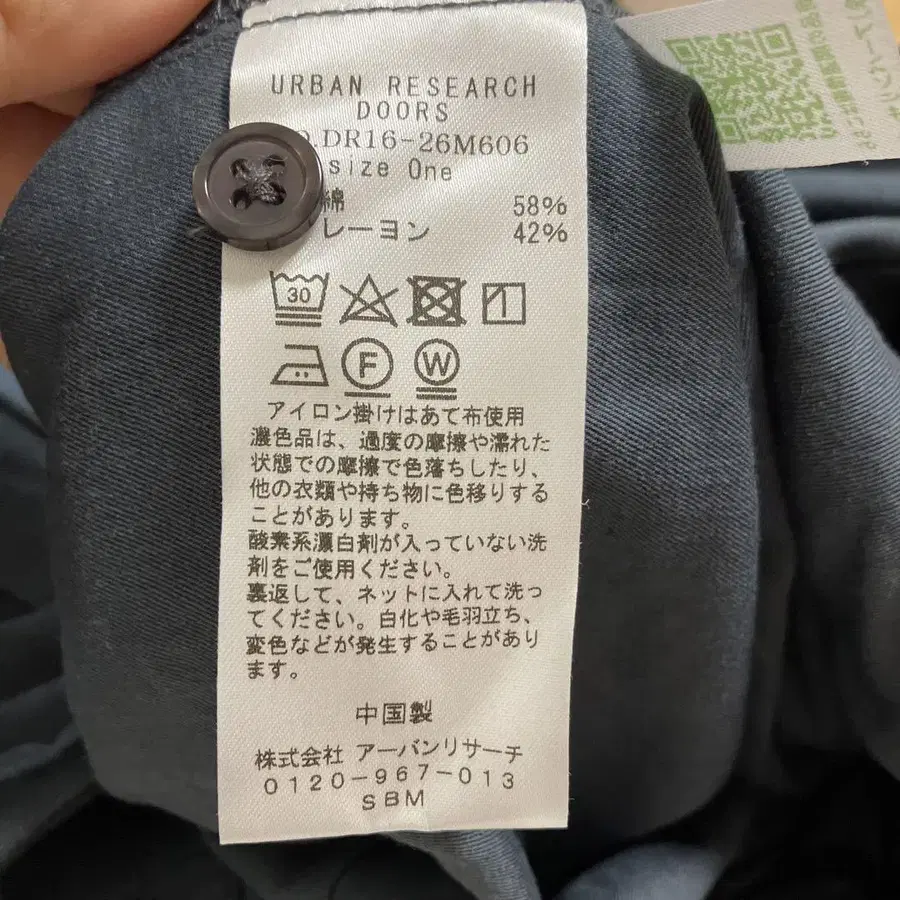 URBAN RESEARCH
DOORS
DR16-26M606
size One
綿 58%
レーヨン 42%
30
F
W
アイロン掛けはあて布使用
濃色品は、過度の摩擦や濡れた
状態での摩擦で色落ちしたり、
他の衣類や持ち物に色移りする
ことがあります。
酸素系漂白剤が入っていない洗
剤をご使用ください。
裏返して、ネットに入れて洗っ
てください。白化や毛羽立ち、
変色などが発生することがあり
ます。
中国製
株式会社 アーバンリサーチ
0120-967-013
SBM